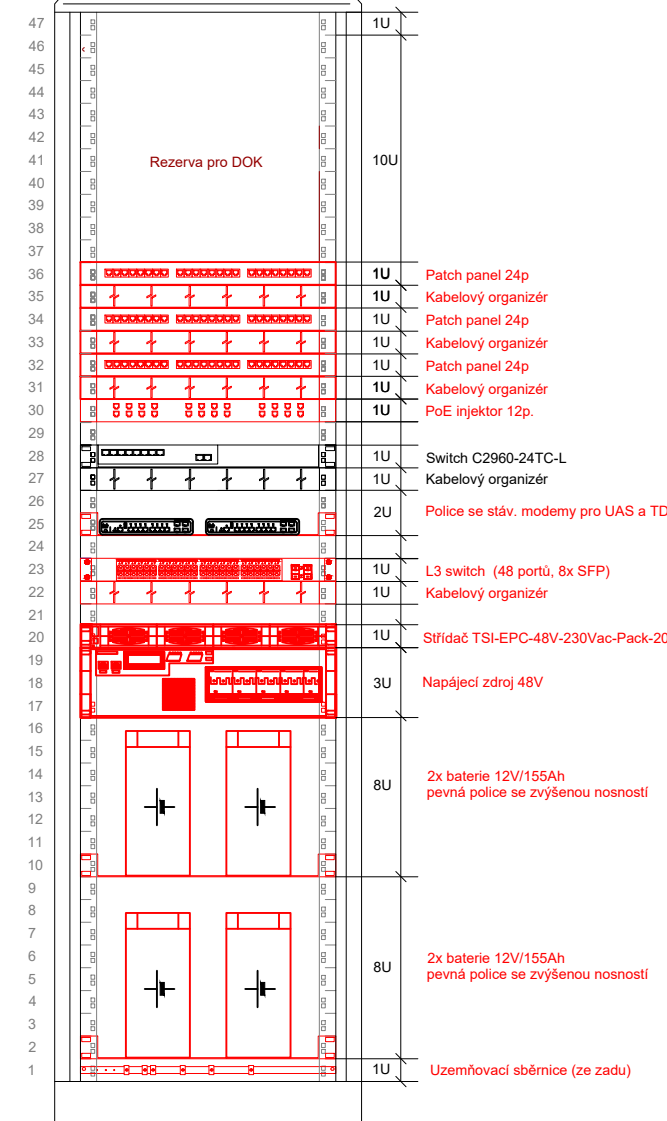 47 1U
46
45
44
43
42
41 Rezerva pro DOK 10U
40
39
38
37
36 1U Patch panel 24p
35 1U Kabelový organizér
34 1U Patch panel 24p
33 1U Kabelový organizér
32 1U Patch panel 24p
31 1U Kabelový organizér
30 1U PoE injektor 12p.
29
28 1U Switch C2960-24TC-L
27 1U Kabelový organizér
26
2U Police se stáv. modemy pro UAS a TD
25
24
23 1U L3 switch (48 portů, 8x SFP)
22 1U Kabelový organizér
21
20 1U Střídač TSI-EPC-48V-230Vac-Pack-20
19
18 3U Napájecí zdroj 48V
17
16
15
14 2x baterie 12V/155Ah
8U
13 pevná police se zvýšenou nosností
12
11
10
9
8
7
6 2x baterie 12V/155Ah
8U
5 pevná police se zvýšenou nosností
4
3
2
1 1U Uzemňovací sběrnice (ze zadu)